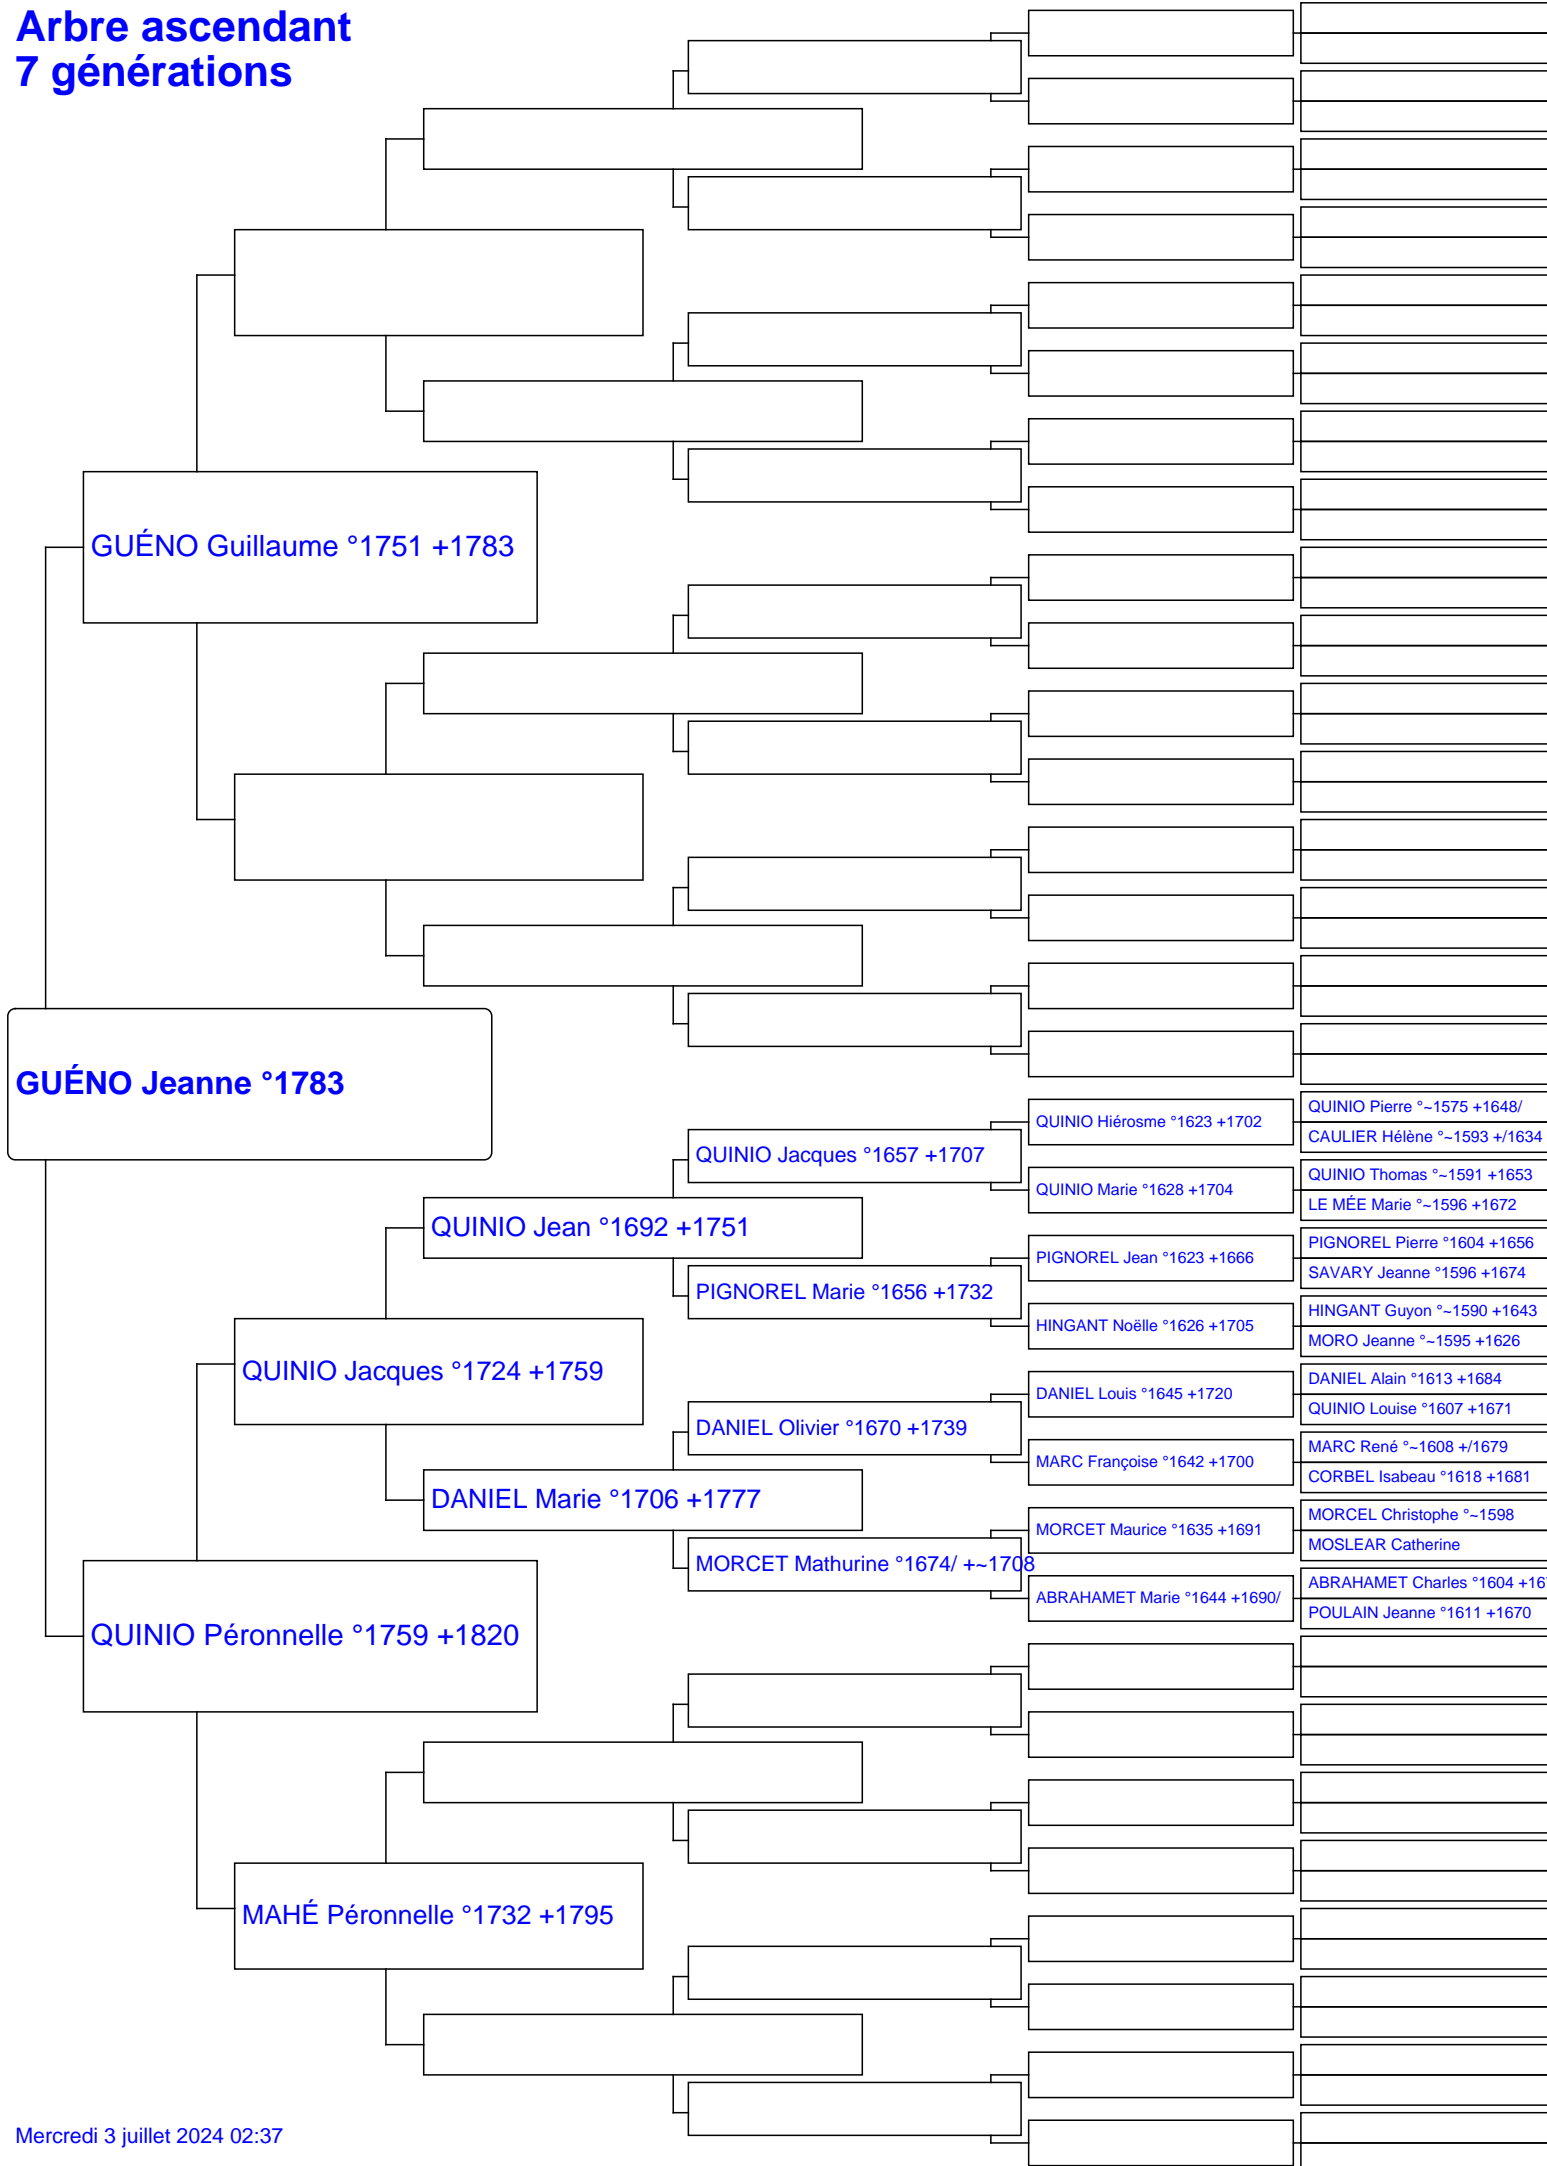 Arbre ascendant
7 générations
GUÉNO Guillaume °1751 +1783
GUÉNO Jeanne °1783
QUINIO Pierre °~1575 +1648/
QUINIO Hiérosme °1623 +1702
CAULIER Hélène °~1593 +/1634
QUINIO Jacques °1657 +1707
QUINIO Thomas °~1591 +1653
QUINIO Marie °1628 +1704
LE MÉE Marie °~1596 +1672
QUINIO Jean °1692 +1751
PIGNOREL Pierre °1604 +1656
PIGNOREL Jean °1623 +1666
SAVARY Jeanne °1596 +1674
PIGNOREL Marie °1656 +1732
HINGANT Guyon °~1590 +1643
HINGANT Noëlle °1626 +1705
MORO Jeanne °~1595 +1626
QUINIO Jacques °1724 +1759
DANIEL Alain °1613 +1684
DANIEL Louis °1645 +1720
QUINIO Louise °1607 +1671
DANIEL Olivier °1670 +1739
MARC René °~1608 +/1679
MARC Françoise °1642 +1700
CORBEL Isabeau °1618 +1681
DANIEL Marie °1706 +1777
MORCEL Christophe °~1598
MORCET Maurice °1635 +1691
MOSLEAR Catherine
MORCET Mathurine °1674/ +~1708
ABRAHAMET Charles °1604
ABRAHAMET Marie °1644 +1690/
POULAIN Jeanne °1611 +1670
QUINIO Péronnelle °1759 +1820
MAHÉ Péronnelle °1732 +1795
Mercredi 3 juillet 2024 02:37